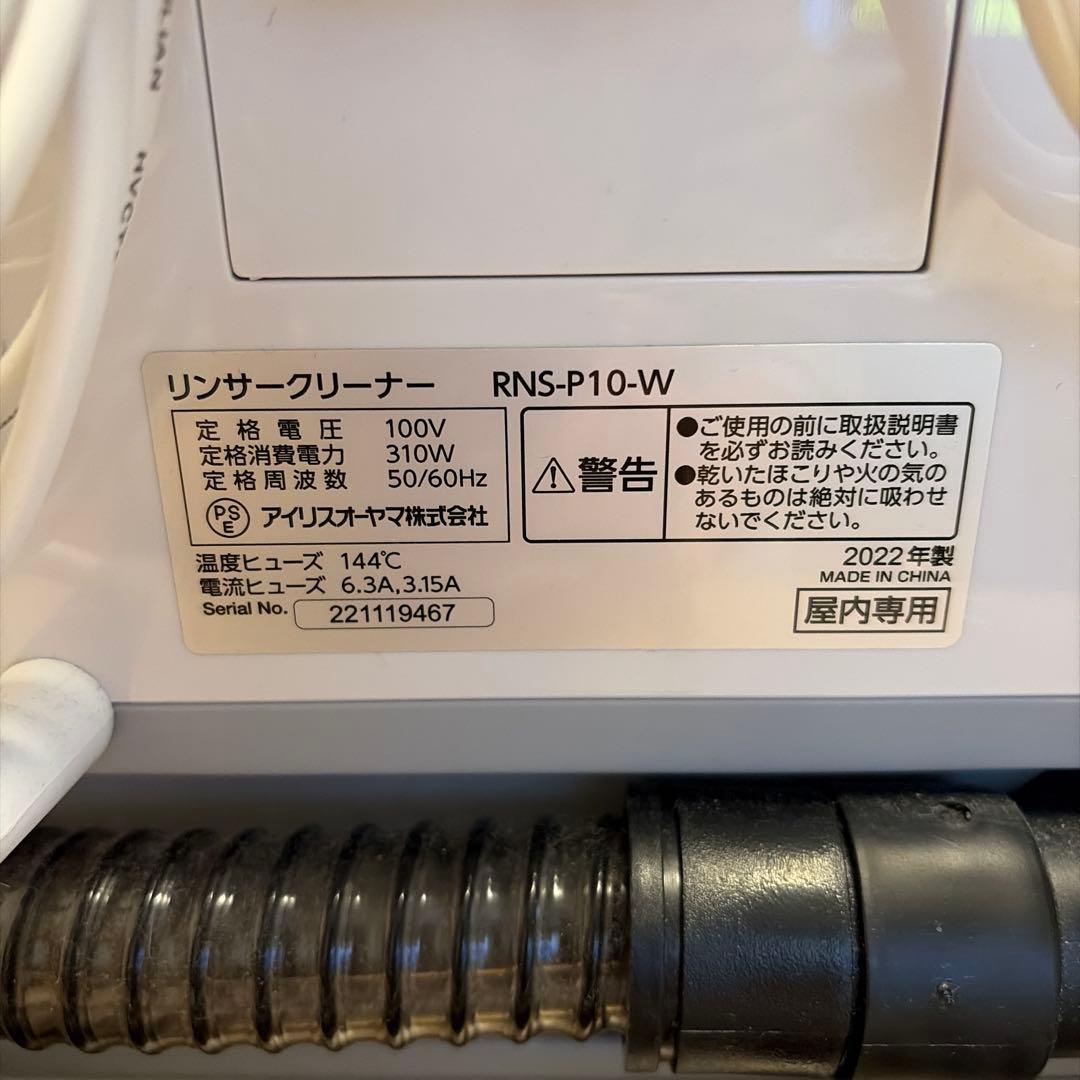 リンサークリーナー RNS-P10-W
定格電圧 100V
定格消費電力 310W
定格周波数 50/60Hz
PSE アイリスオーヤマ株式会社
警告
●ご使用の前に取扱説明書
を必ずお読みください。
●乾いたほこりや火の気の
あるものは絶対に吸わせ
ないでください。
温度ヒューズ 144℃
電流ヒューズ 6.3A,3.15A
Serial No. 221119467
2022年製
MADE IN CHINA
屋内専用